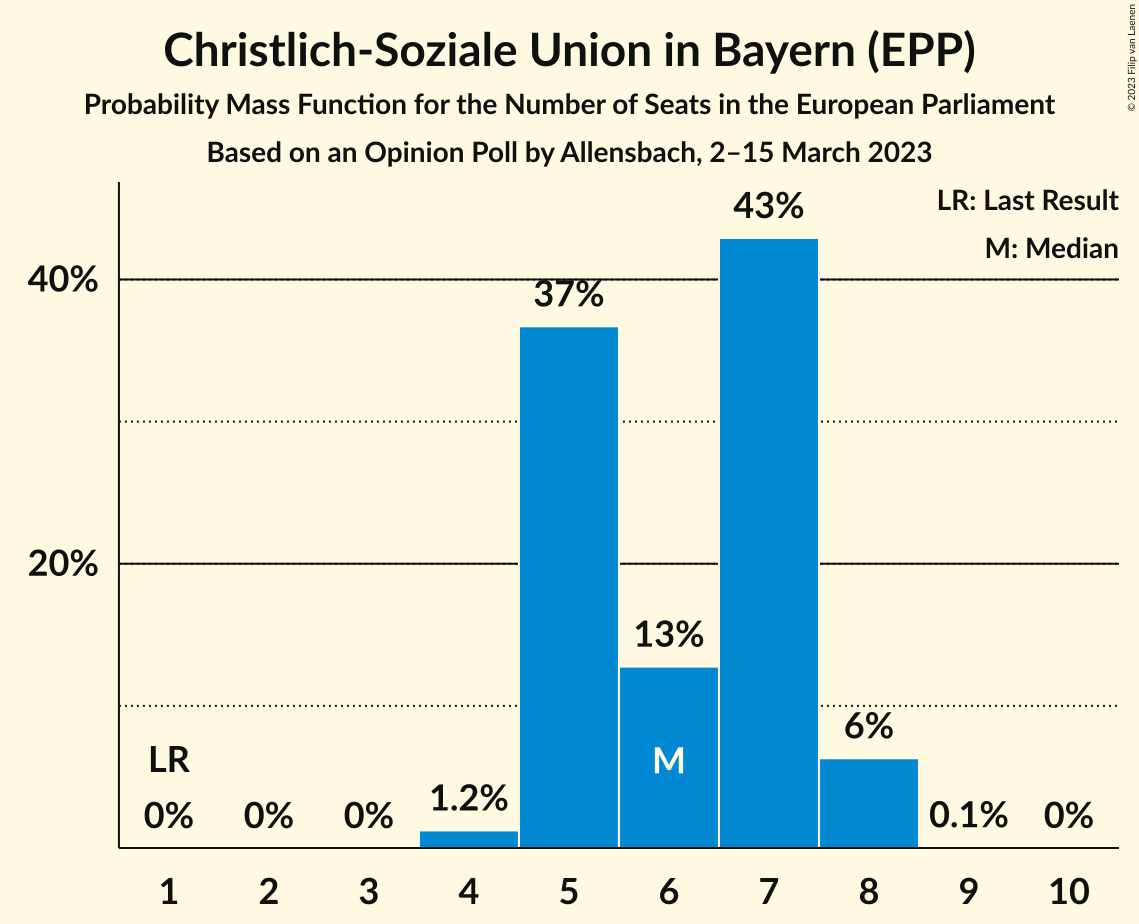 Christlich-Soziale Union in Bayern (EPP)
Probability Mass Function for the Number of Seats in the European Parliament
Based on an Opinion Poll by Allensbach, 2–15 March 2023
© 2023 Filip van Laenen
LR: Last Result
M: Median
43%
40%
37%
20%
13%
6%
M
LR
0%
0%
0%
1.2%
0.1%
0%
1 2 3 4 5 6 7 8 9 10